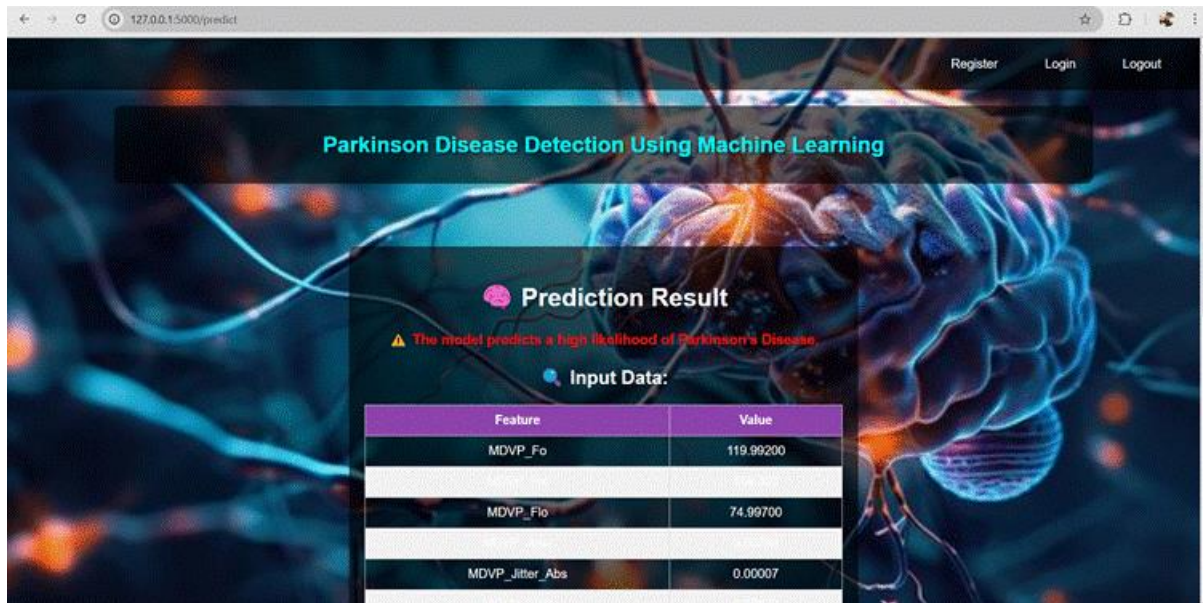 127.0.0.1:5000/predict
Register Login Logout
Parkinson Disease Detection Using Machine Learning
Prediction Result
The model predicts a high likelihood of Parkinson's Disease.
Input Data:
Feature Value
MDVP_Fo 119.99200
MDVP_Flo 74.99700
MDVP_Jitter_Abs 0.00007